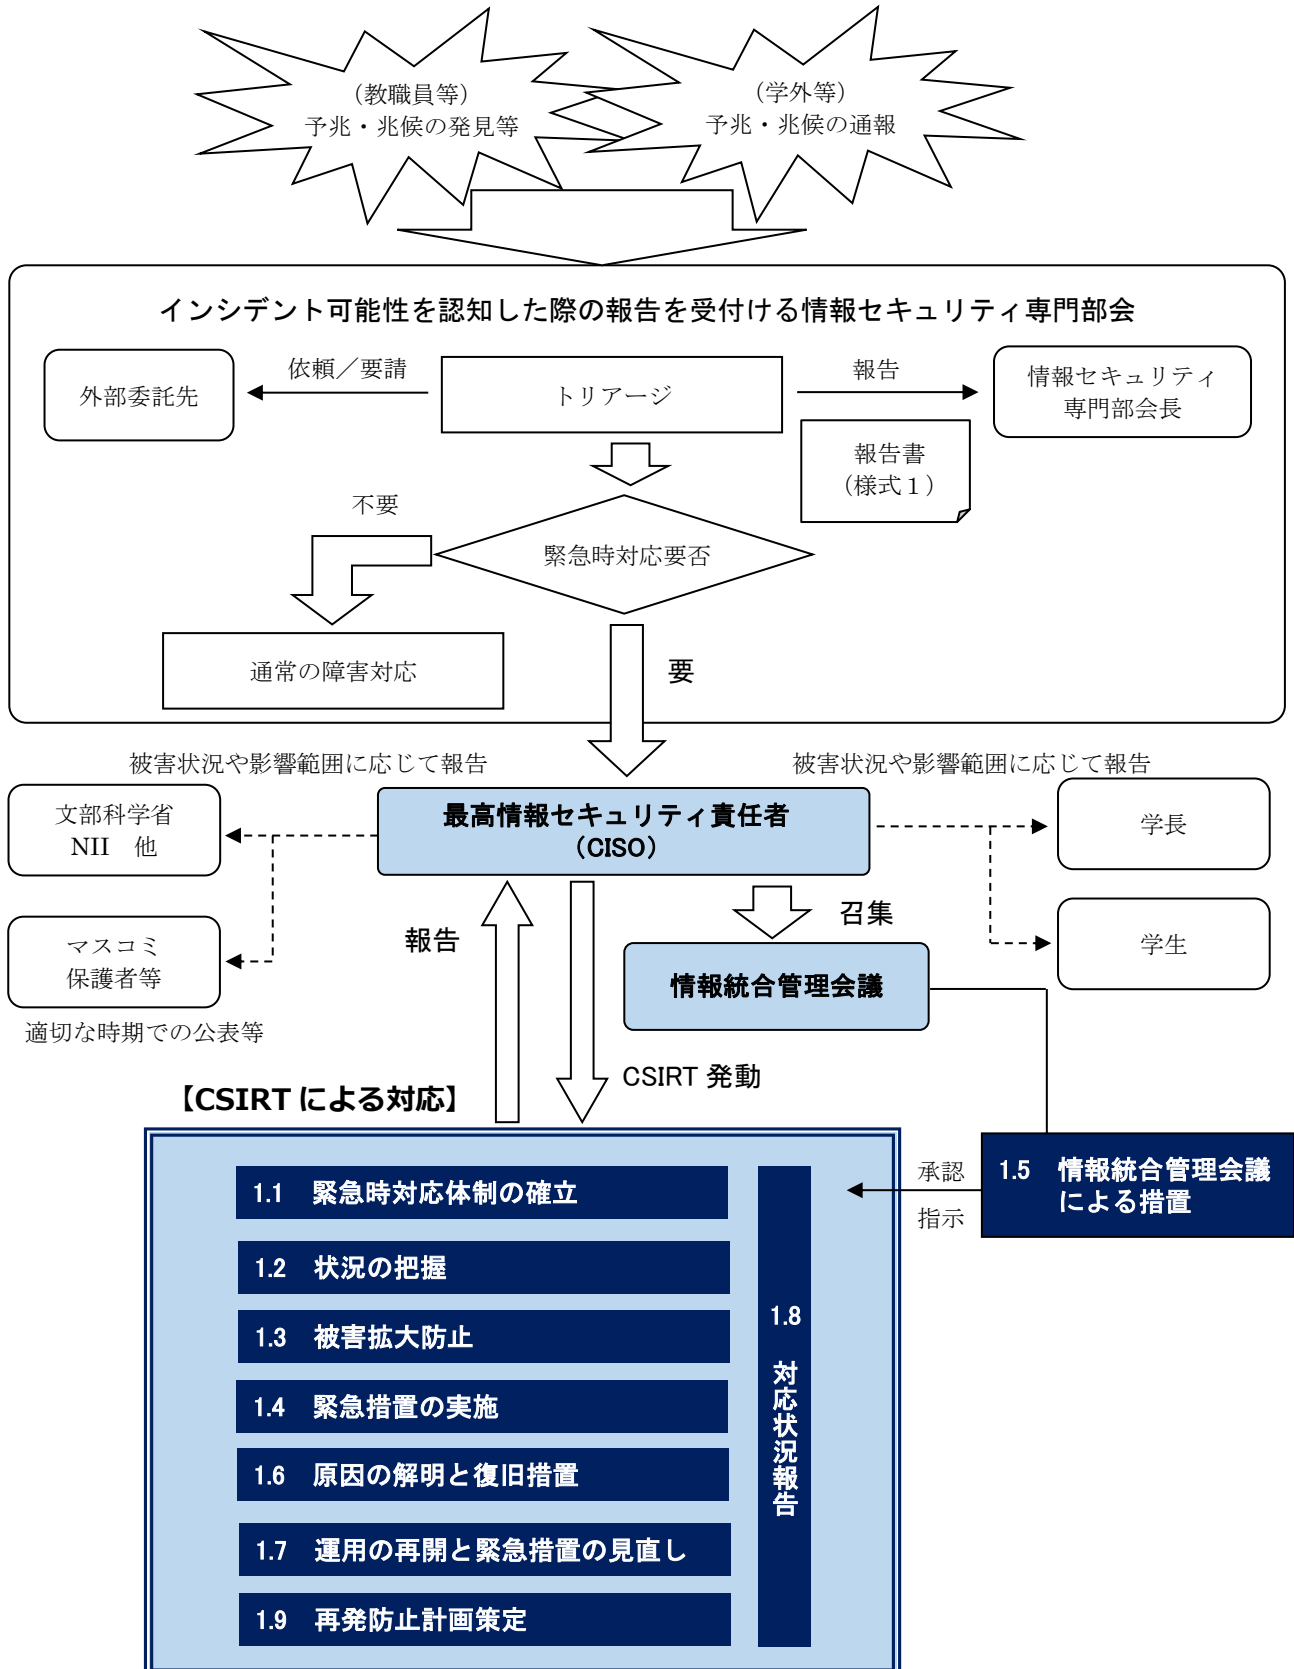 (教職員等)
予兆・兆候の発見等
(学外等)
予兆・兆候の通報
インシデント可能性を認知した際の報告を受付ける情報セキュリティ専門部会
外部委託先
依頼／要請
トリアージ
報告
情報セキュリティ
専門部会長
報告書
(様式１)
不要
緊急時対応要否
通常の障害対応
要
被害状況や影響範囲に応じて報告
被害状況や影響範囲に応じて報告
文部科学省
NII　他
最高情報セキュリティ責任者
(CISO)
学長
マスコミ
保護者等
報告
召集
学生
情報統合管理会議
適切な時期での公表等
CSIRT 発動
【CSIRT による対応】
1.1　緊急時対応体制の確立
承認
指示
1.5　情報統合管理会議
による措置
1.2　状況の把握
1.3　被害拡大防止
1.4　緊急措置の実施
1.6　原因の解明と復旧措置
1.7　運用の再開と緊急措置の見直し
1.9　再発防止計画策定
1.8　対応状況報告